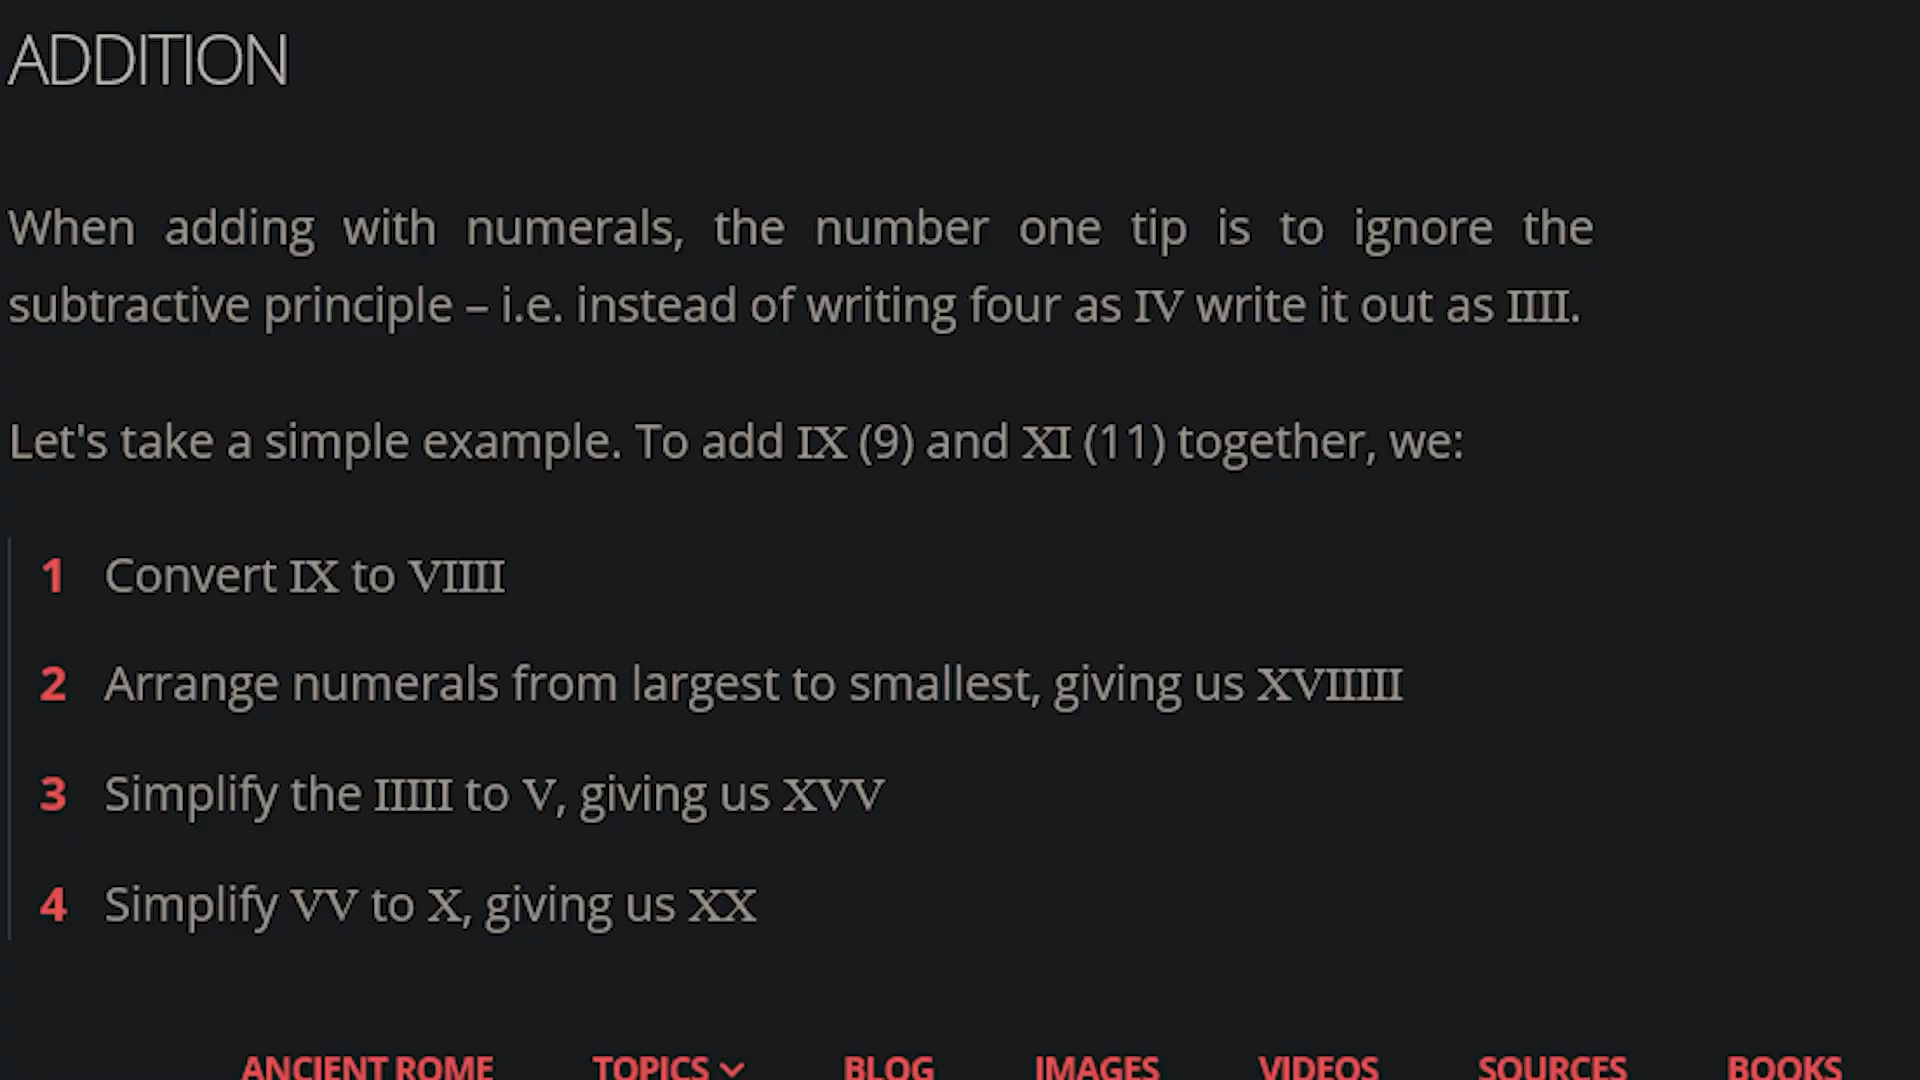 ADDITION
When adding with numerals, the number one tip is to ignore the
subtractive principle – i.e. instead of writing four as IV write it out as IIII.
Let's take a simple example. To add IX (9) and XI (11) together, we:
1 Convert IX to VIIII
2 Arrange numerals from largest to smallest, giving us XVIIIII
3 Simplify the IIIII to V, giving us XVV
4 Simplify VV to X, giving us XX
ANCIENT ROME TOPICS BLOG IMAGES VIDEOS SOURCES BOOKS